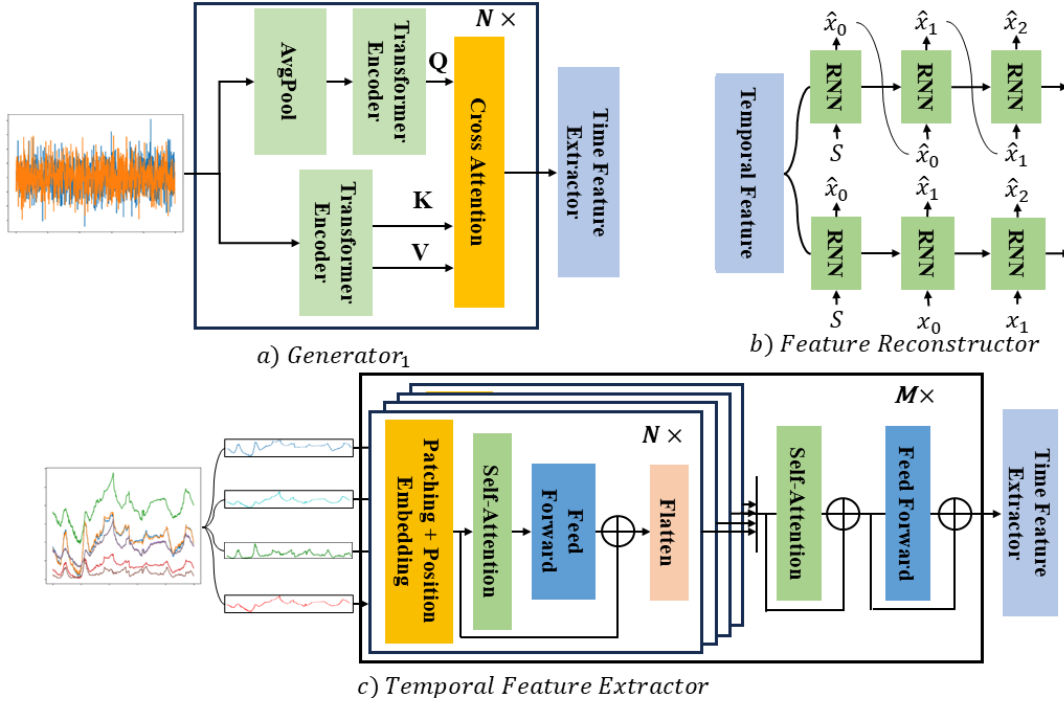 N ×
AvgPool
Transformer
Encoder
Q
Cross Attention
Time Feature
Extractor
Transformer
Encoder
K
V
a) Generator₁
x̂₀ x̂₁ x̂₂
RNN RNN RNN
Temporal Feature
S x̂₀ x̂₁
x̂₀ x̂₁ x̂₂
RNN RNN RNN
S x₀ x₁
b) Feature Reconstructor
M ×
N ×
Patching + Position
Embedding
Self-Attention
Feed
Forward
Flatten
Self-Attention
Feed Forward
Time Feature
Extractor
c) Temporal Feature Extractor